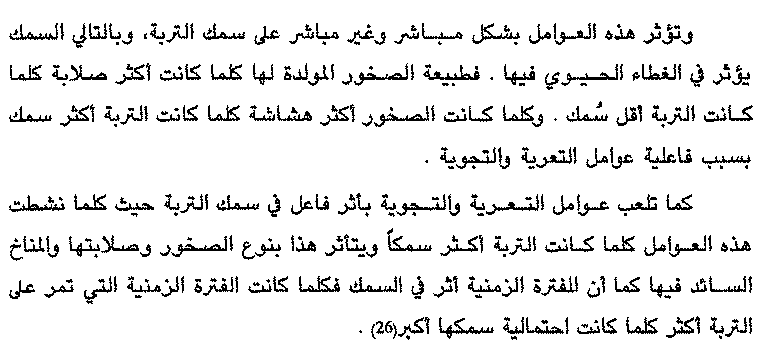 وتؤثر هذه العوامل بشكل مباشر وغير مباشر على سمك التربة، وبالتالي السمك
يؤثر في الغطاء الحيوي فيها . فطبيعة الصخور المولدة لها كلما كانت أكثر صلابة كلما
كانت التربة أقل سُمك . وكلما كانت الصخور أكثر هشاشة كلما كانت التربة أكثر سمك
بسبب فاعلية عوامل التعرية والتجوية .
كما تلعب عوامل التعرية والتجوية بأثر فاعل في سمك التربة حيث كلما نشطت
هذه العوامل كلما كانت التربة أكثر سمكاً ويتأثر هذا بنوع الصخور وصلابتها والمناخ
السائد فيها كما أن للفترة الزمنية أثر في السمك فكلما كانت الفترة الزمنية التي تمر على
التربة أكثر كلما كانت احتمالية سمكها أكبر(26) .